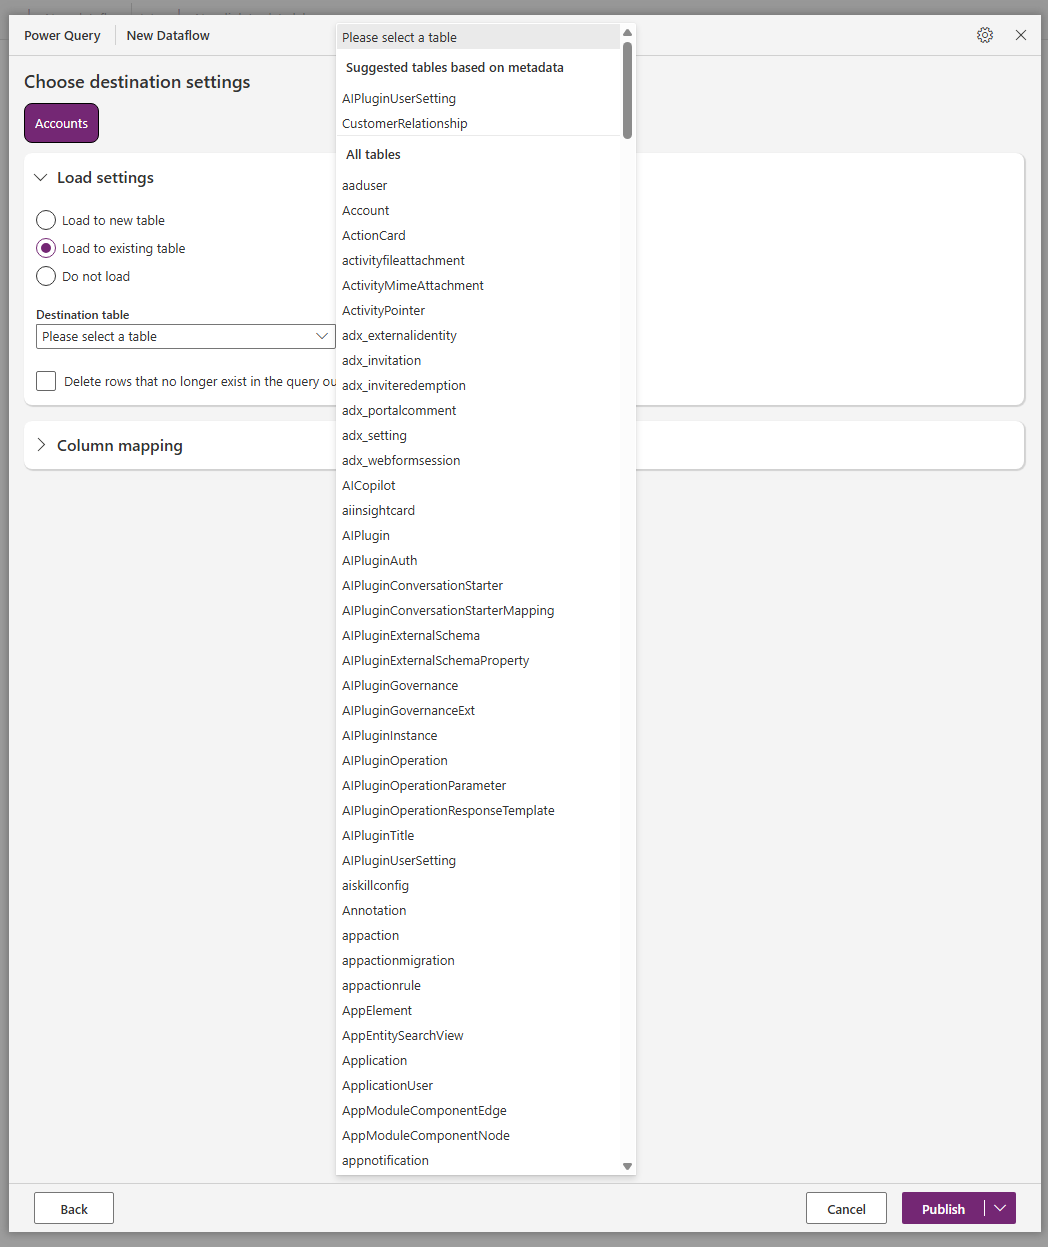 Power Query
New Dataflow
Choose destination settings
Accounts
Load settings
Load to new table
Load to existing table
Do not load
Destination table
Please select a table
Delete rows that no longer exist in the query ou
Column mapping
Please select a table
Suggested tables based on metadata
AIPluginUserSetting
CustomerRelationship
All tables
aaduser
Account
ActionCard
activityfileattachment
ActivityMimeAttachment
ActivityPointer
adx_externalidentity
adx_invitation
adx_inviteredemption
adx_portalcomment
adx_setting
adx_webformsession
AICopilot
aiinsightcard
AIPlugin
AIPluginAuth
AIPluginConversationStarter
AIPluginConversationStarterMapping
AIPluginExternalSchema
AIPluginExternalSchemaProperty
AIPluginGovernance
AIPluginGovernanceExt
AIPluginInstance
AIPluginOperation
AIPluginOperationParameter
AIPluginOperationResponseTemplate
AIPluginTitle
AIPluginUserSetting
aiskillconfig
Annotation
appaction
appactionmigration
appactionrule
AppElement
AppEntitySearchView
Application
ApplicationUser
AppModuleComponentEdge
AppModuleComponentNode
appnotification
Back
Cancel
Publish